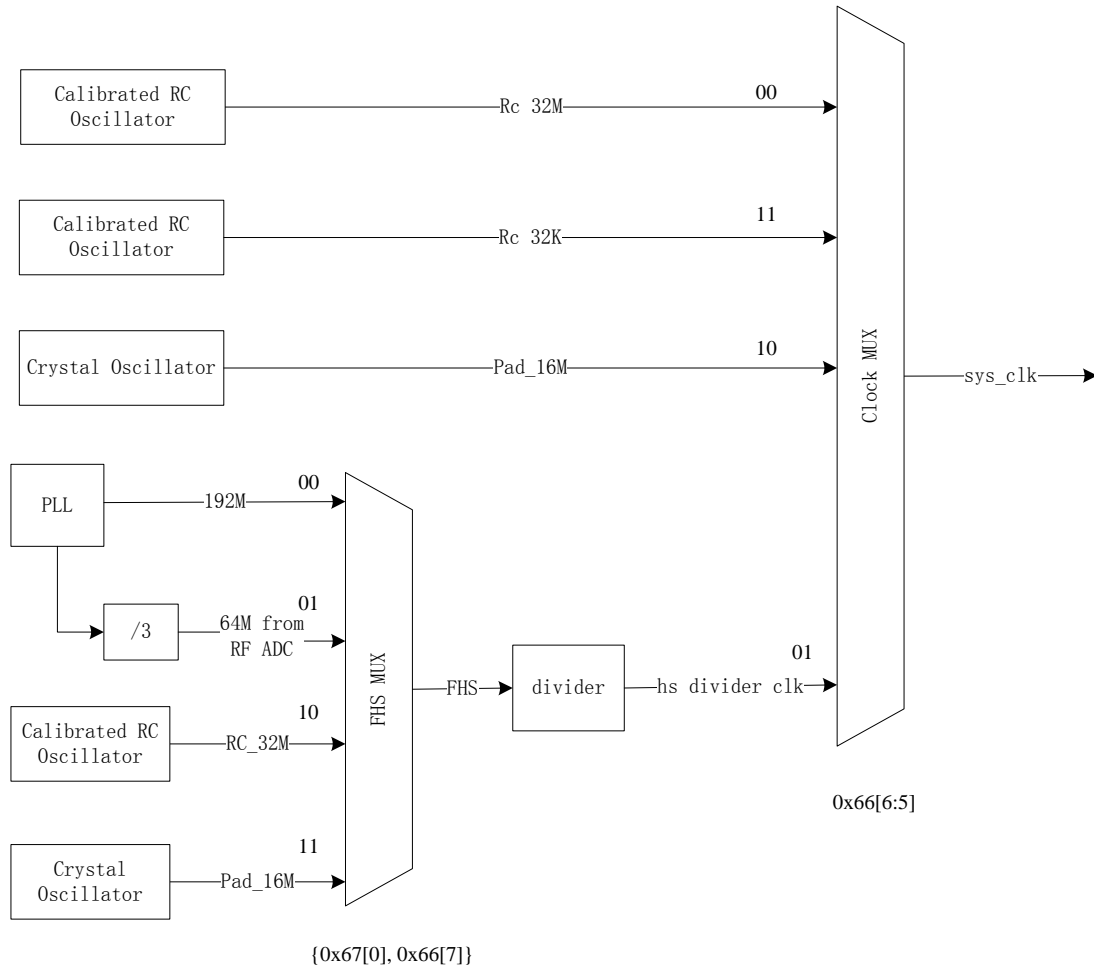 Calibrated RC
Oscillator
Rc 32M
00
Calibrated RC
Oscillator
Rc 32K
11
Crystal Oscillator
Pad_16M
10
Clock MUX
sys_clk
PLL
192M
00
/3
64M from
RF ADC
01
Calibrated RC
Oscillator
RC_32M
10
Crystal
Oscillator
Pad_16M
11
FHS MUX
FHS
divider
hs divider clk
01
0x66[6:5]
{0x67[0], 0x66[7]}